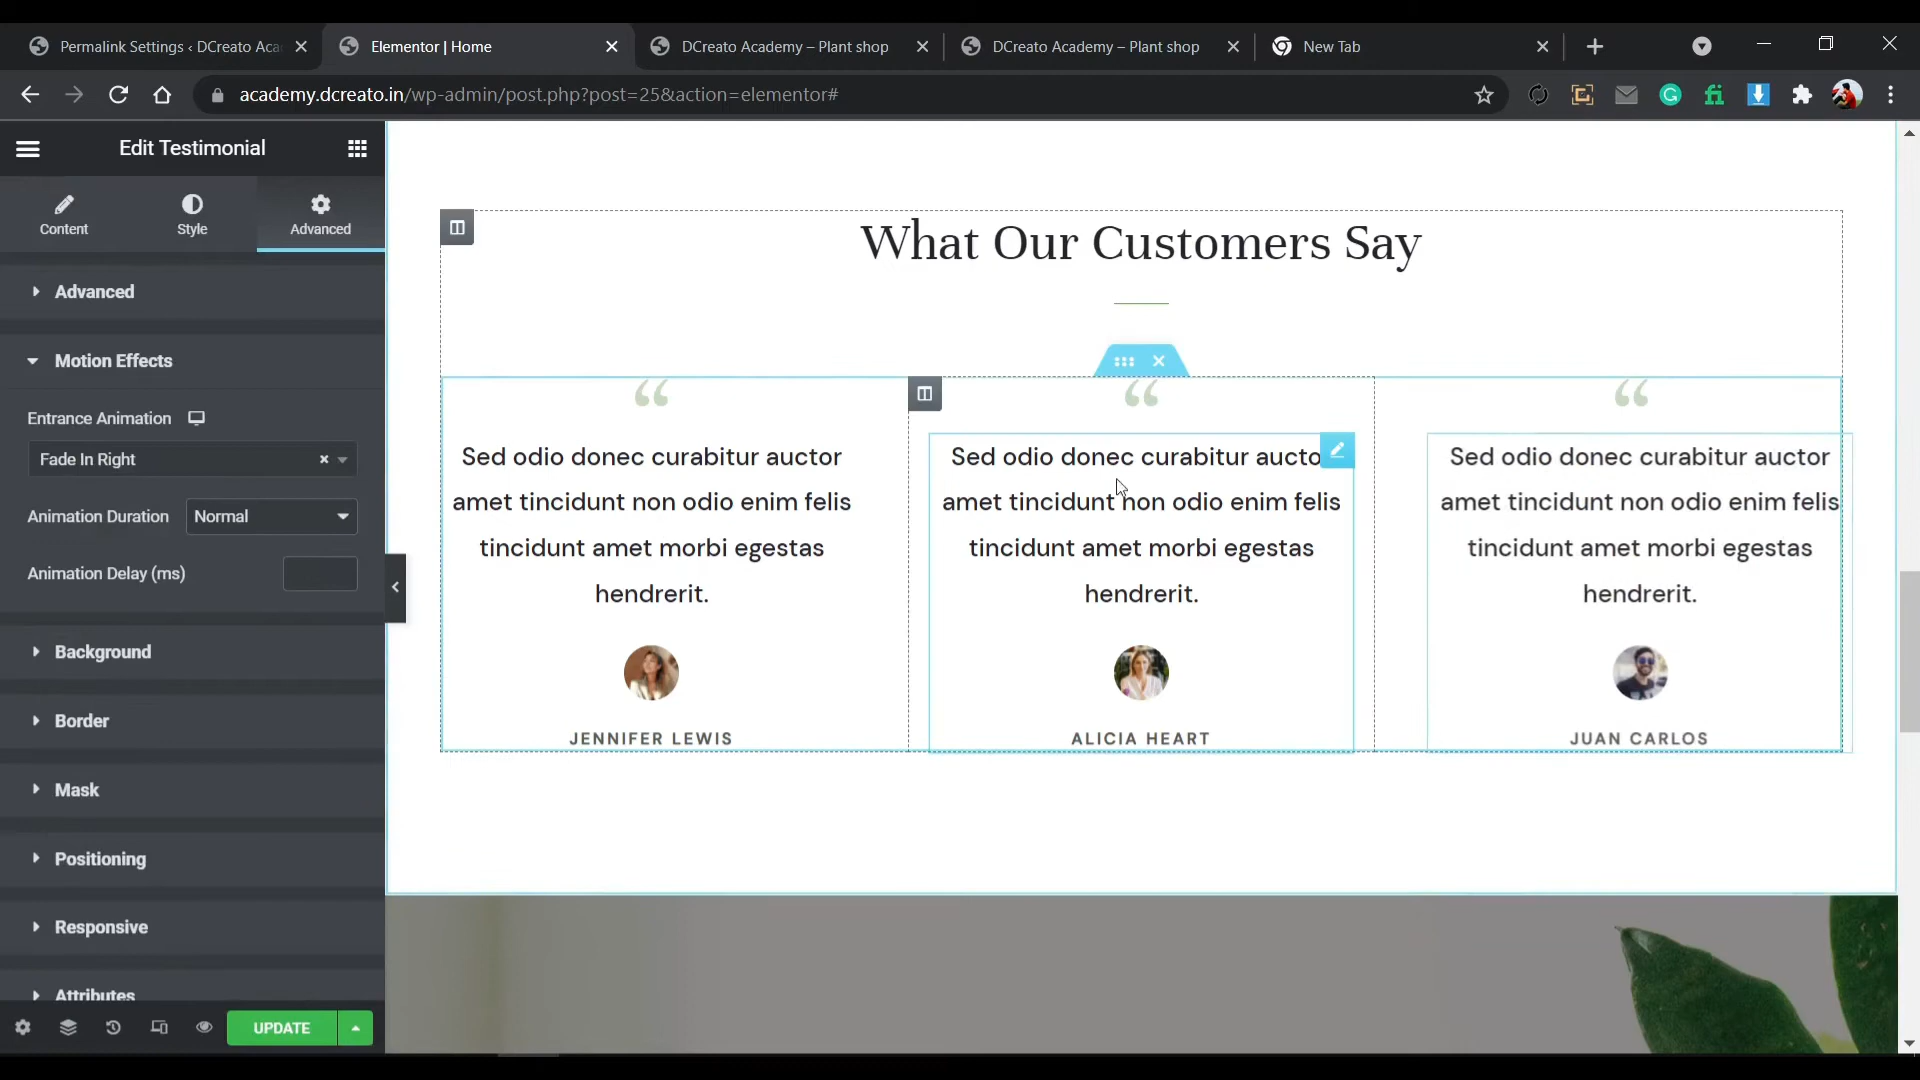 Permalink Settings ‹ DCreato Aca
Elementor | Home
DCreato Academy – Plant shop
DCreato Academy – Plant shop
New Tab
academy.dcreato.in/wp-admin/post.php?post=25&action=elementor#
Edit Testimonial
Content
Style
Advanced
Advanced
Motion Effects
Entrance Animation
Fade In Right
Animation Duration
Normal
Animation Delay (ms)
Background
Border
Mask
Positioning
Responsive
Attributes
UPDATE
What Our Customers Say
“
Sed odio donec curabitur auctor
amet tincidunt non odio enim felis
tincidunt amet morbi egestas
hendrerit.
JENNIFER LEWIS
“
Sed odio donec curabitur aucto
amet tincidunt non odio enim felis
tincidunt amet morbi egestas
hendrerit.
ALICIA HEART
“
Sed odio donec curabitur auctor
amet tincidunt non odio enim felis
tincidunt amet morbi egestas
hendrerit.
JUAN CARLOS